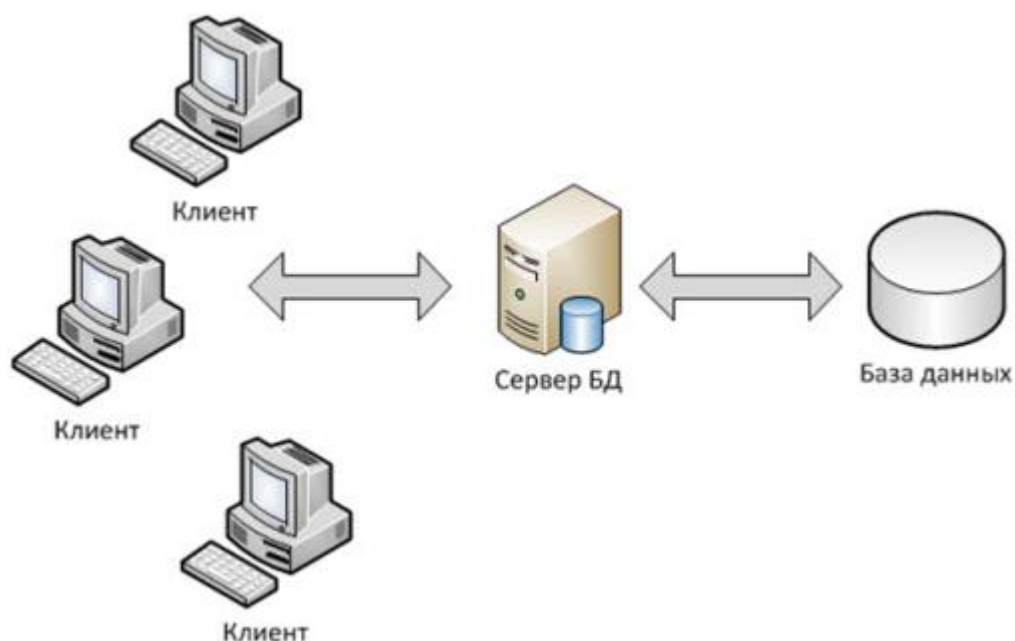 Клиент
Клиент
Клиент
Сервер БД
База данных